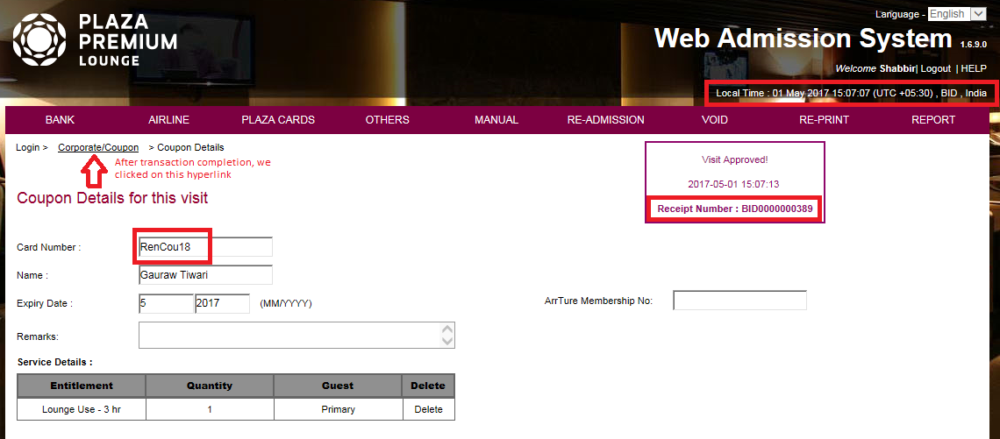 PLAZA
PREMIUM
LOUNGE
Language - English
Web Admission System 1.6.9.0
Welcome Shabbir| Logout | HELP
Local Time : 01 May 2017 15:07:07 (UTC +05:30) , BID , India
BANK AIRLINE PLAZA CARDS OTHERS MANUAL RE-ADMISSION VOID RE-PRINT REPORT
Login > Corporate/Coupon > Coupon Details
After transaction completion, we
clicked on this hyperlink
Visit Approved!
2017-05-01 15:07:13
Receipt Number : BID0000000389
Coupon Details for this visit
Card Number : RenCou18
Name : Gauraw Tiwari
Expiry Date : 5 2017 (MM/YYYY)
ArrTure Membership No:
Remarks:
Service Details :
Entitlement Quantity Guest Delete
Lounge Use - 3 hr 1 Primary Delete